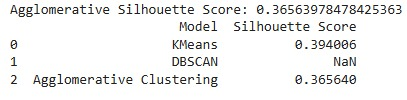 Agglomerative Silhouette Score: 0.36563978478425363
Model Silhouette Score
0 KMeans 0.394006
1 DBSCAN NaN
2 Agglomerative Clustering 0.365640